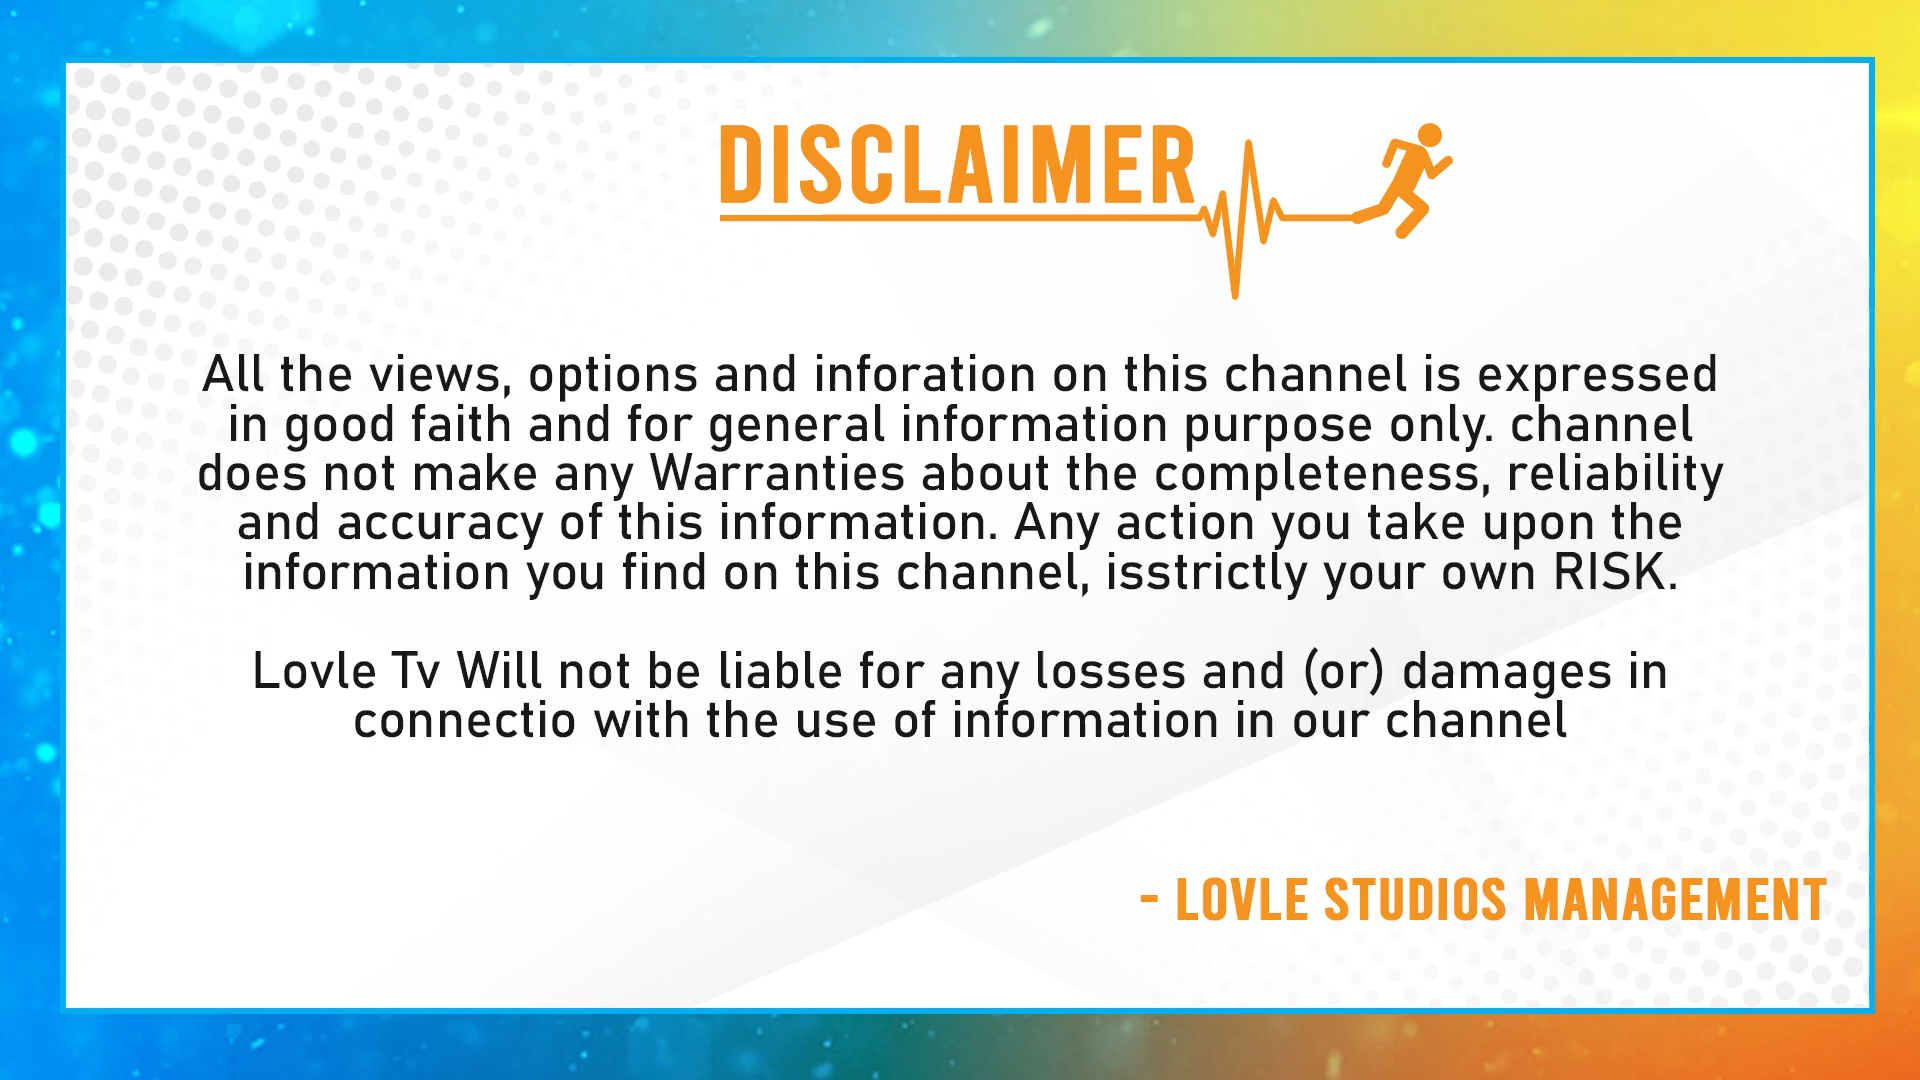 DISCLAIMER
All the views, options and inforation on this channel is expressed
in good faith and for general information purpose only. channel
does not make any Warranties about the completeness, reliability
and accuracy of this information. Any action you take upon the
information you find on this channel, isstrictly your own RISK.
Lovle Tv Will not be liable for any losses and (or) damages in
connectio with the use of information in our channel
- LOVLE STUDIOS MANAGEMENT